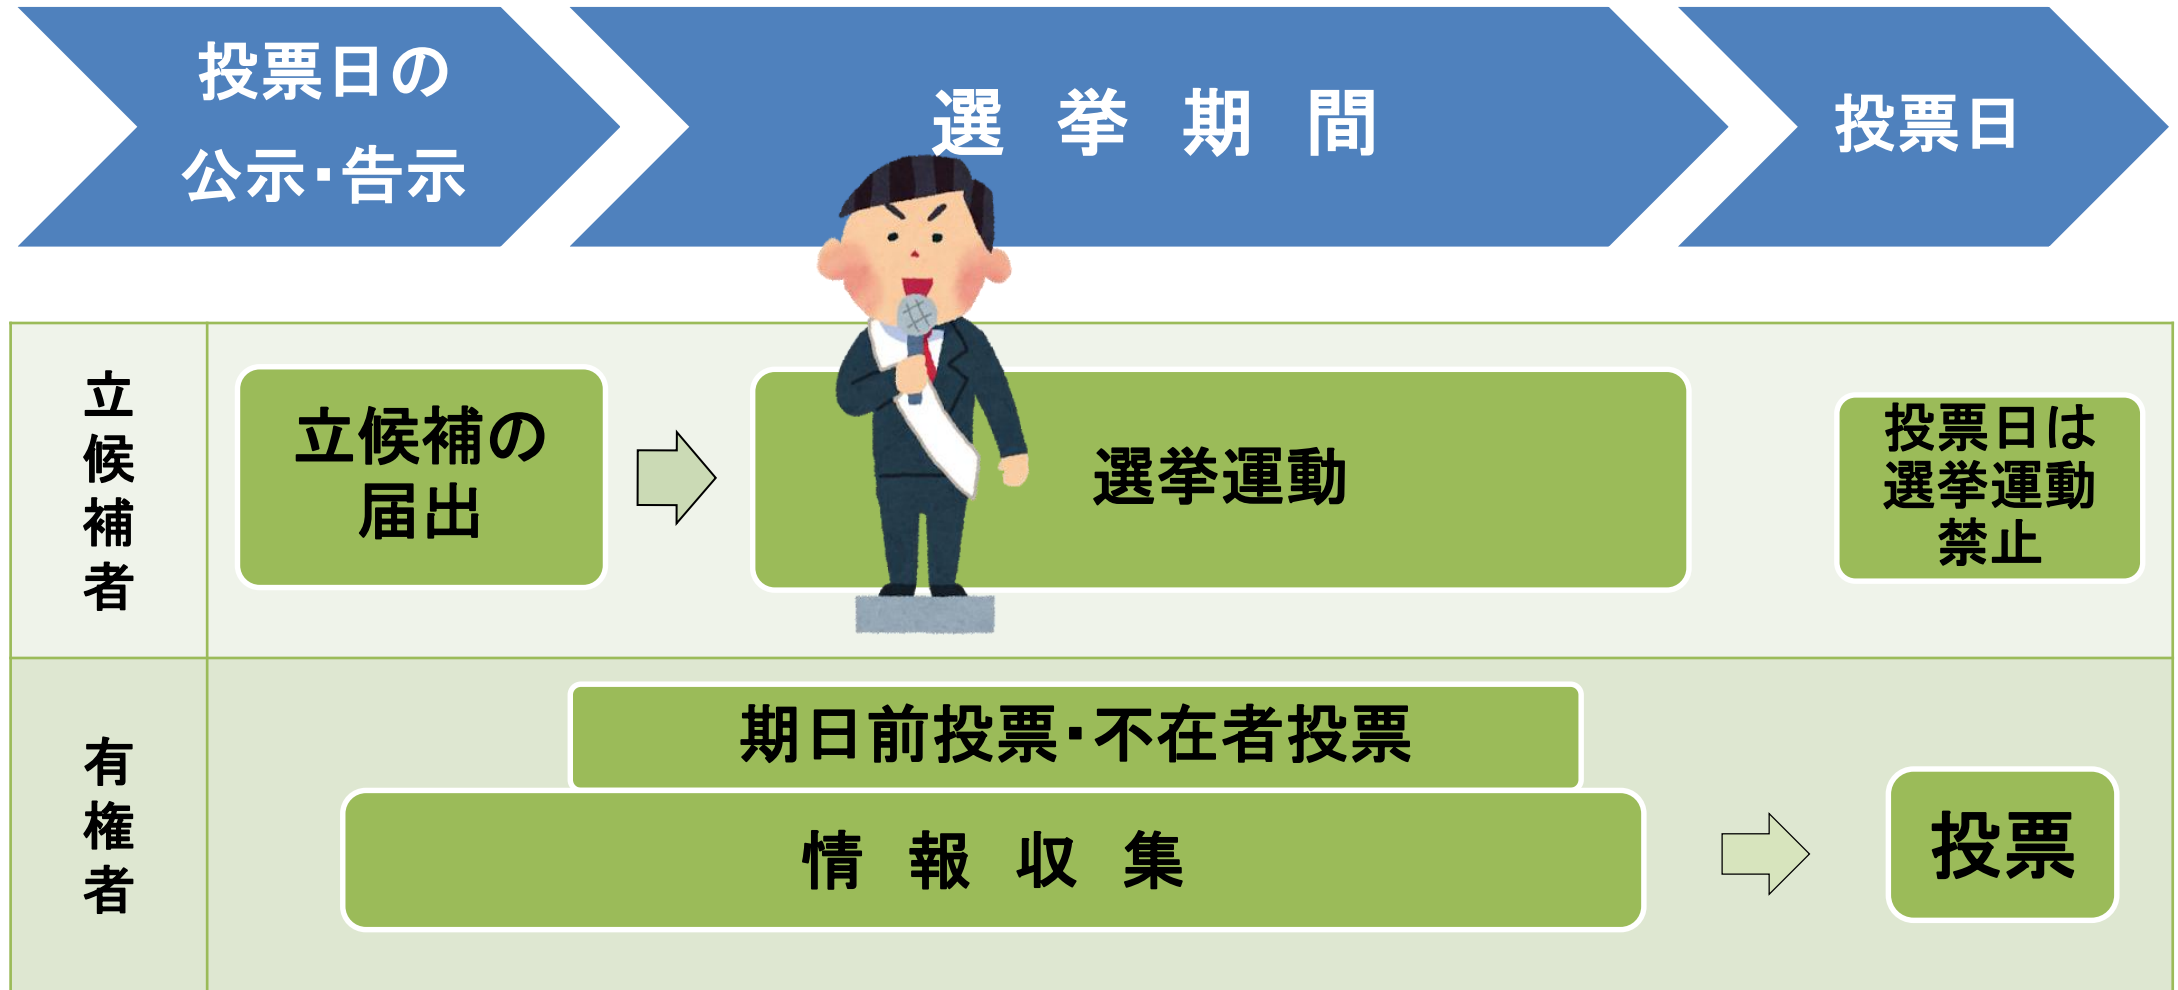 投票日の
公示・告示
選挙期間
投票日
立候補者
立候補の
届出
選挙運動
投票日は
選挙運動
禁止
有権者
期日前投票・不在者投票
情報収集
投票